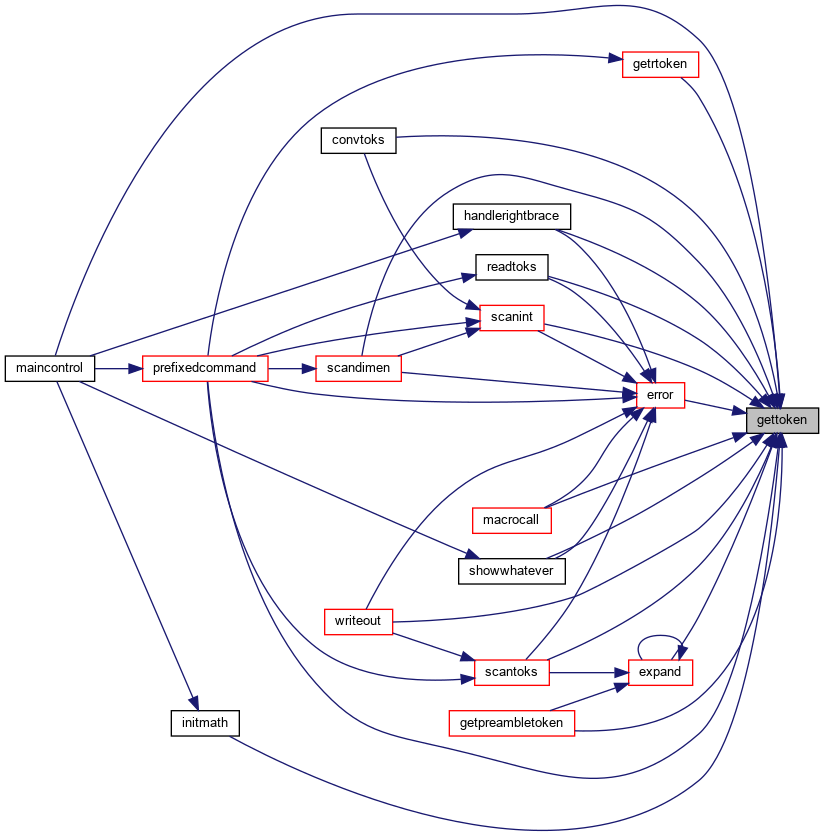 getrtoken
convtoks
handlerightbrace
readtoks
scanint
maincontrol
prefixedcommand
scandimen
error
gettoken
macrocall
showwhatever
writeout
scantoks
expand
initmath
getpreambletoken